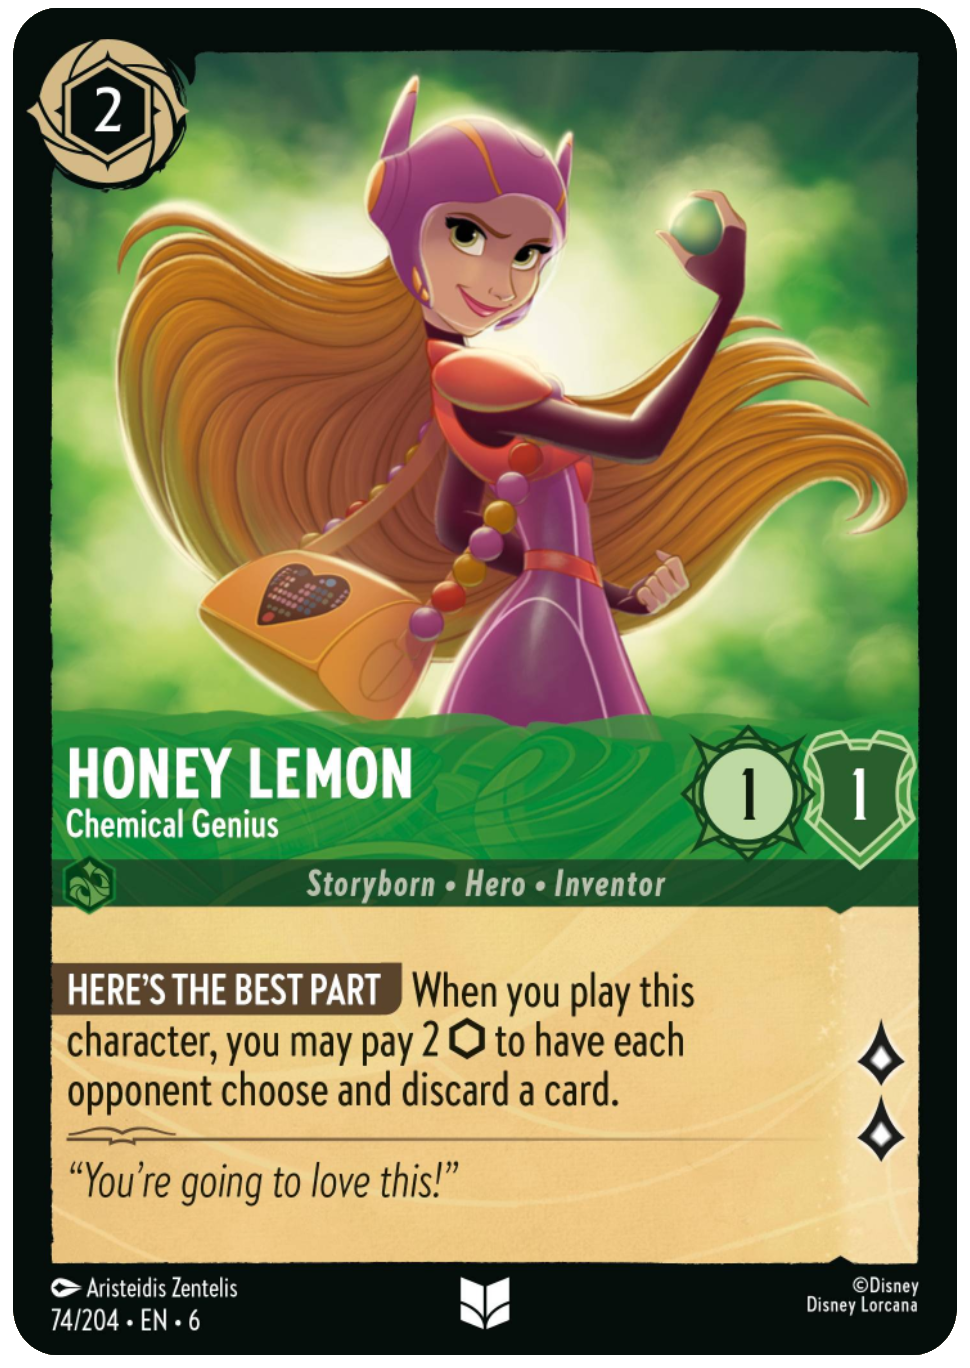 2
HONEY LEMON
Chemical Genius
1
1
Storyborn • Hero • Inventor
HERE'S THE BEST PART When you play this
character, you may pay 2 ⬡ to have each
opponent choose and discard a card.
“You’re going to love this!”
Aristeidis Zentelis
74/204 • EN • 6
©Disney
Disney Lorcana